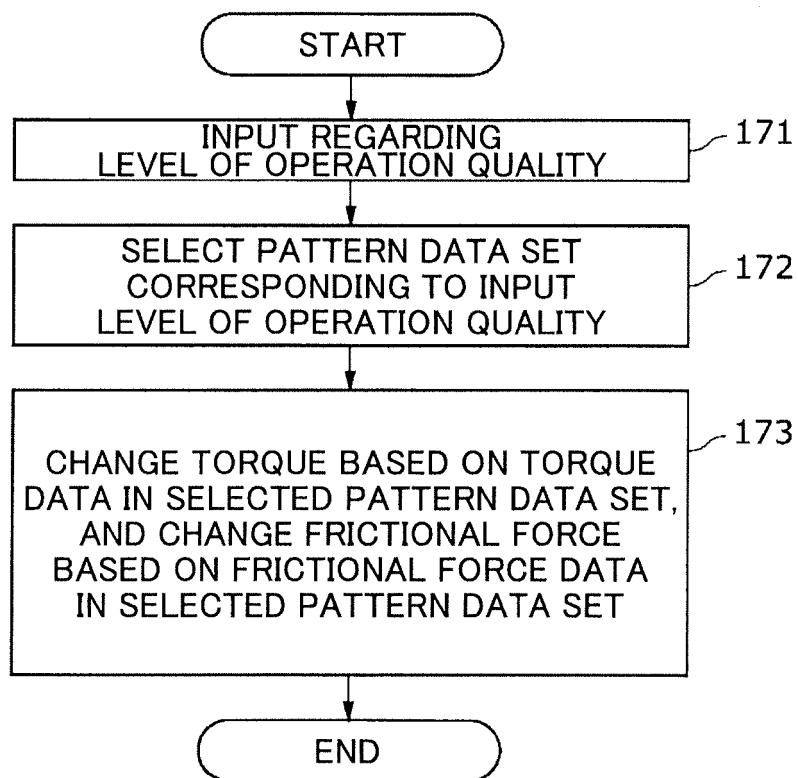 START
INPUT REGARDING
LEVEL OF OPERATION QUALITY
171
SELECT PATTERN DATA SET
CORRESPONDING TO INPUT
LEVEL OF OPERATION QUALITY
172
CHANGE TORQUE BASED ON TORQUE
DATA IN SELECTED PATTERN DATA SET,
AND CHANGE FRICTIONAL FORCE
BASED ON FRICTIONAL FORCE DATA
IN SELECTED PATTERN DATA SET
173
END